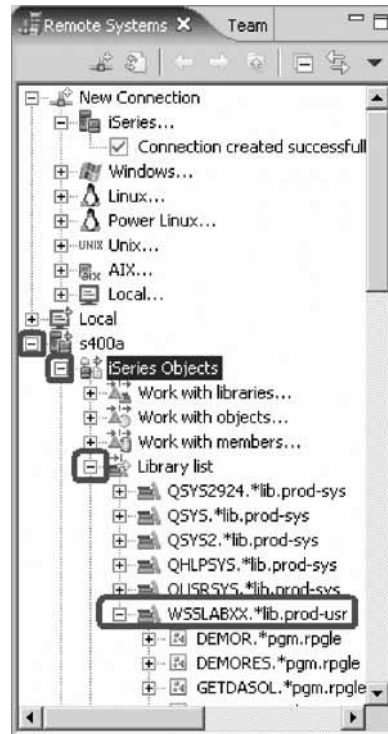 Remote Systems Team
New Connection
iSeries...
Connection created successfull
Windows...
Linux...
Power Linux...
UNIX Unix...
AIX...
Local...
Local
s400a
iSeries Objects
Work with libraries...
Work with objects...
Work with members...
Library list
QSYS2924.*lib.prod-sys
QSYS.*lib.prod-sys
QSYS2.*lib.prod-sys
QHLPSYS.*lib.prod-sys
QUSRSYS.*lib.prod-sys
WSSLABXX.*lib.prod-usr
DEMOR.*pgm.rpgle
DEMORES.*pgm.rpgle
GETDASOL.*pgm.rpgle